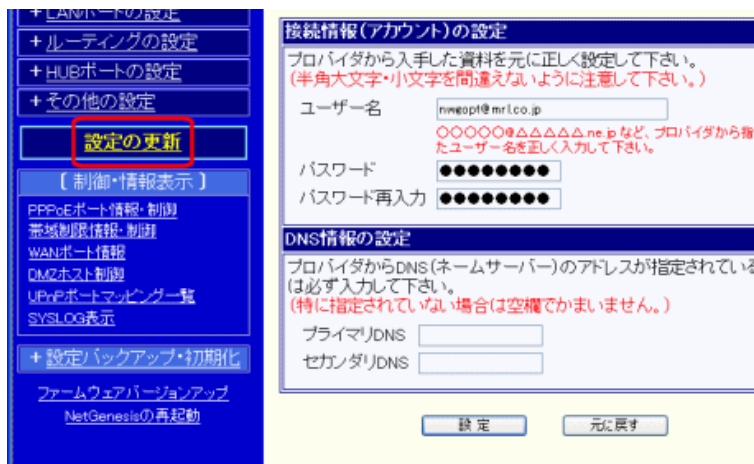 + LANポートの設定
+ ルーティングの設定
+ HUBポートの設定
+ その他の設定
設定の更新
[ 制御・情報表示 ]
PPPoEポート情報・制御
帯域制限情報・制御
WANポート情報
DMZホスト制御
UPnPポートマッピング一覧
SYSLOG表示
+ 設定バックアップ・初期化
ファームウェアバージョンアップ
NetGenesisの再起動
接続情報(アカウント)の設定
プロバイダから入手した資料を元に正しく設定して下さい。
(半角大文字・小文字を間違えないように注意して下さい。)
ユーザー名
nweopt@mrl.co.jp
〇〇〇〇〇@△△△△△.ne.jp など、プロバイダから指
たユーザー名を正しく入力して下さい。
パスワード ●●●●●●●●
パスワード再入力 ●●●●●●●●
DNS情報の設定
プロバイダからDNS(ネームサーバー)のアドレスが指定されている
は必ず入力して下さい。
(特に指定されていない場合は空欄でかまいません。)
プライマリDNS
セカンダリDNS
設定
元に戻す